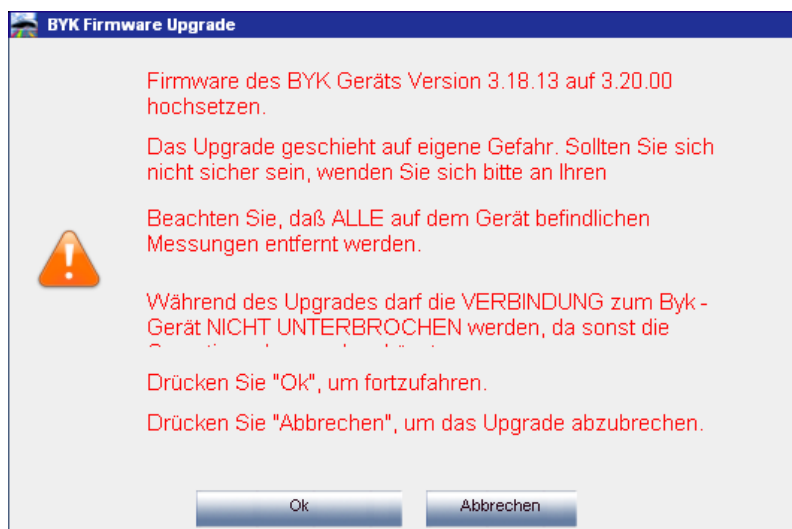 BYK Firmware Upgrade
Firmware des BYK Geräts Version 3.18.13 auf 3.20.00
hochsetzen.
Das Upgrade geschieht auf eigene Gefahr. Sollten Sie sich
nicht sicher sein, wenden Sie sich bitte an Ihren
Beachten Sie, daß ALLE auf dem Gerät befindlichen
Messungen entfernt werden.
Während des Upgrades darf die VERBINDUNG zum Byk -
Gerät NICHT UNTERBROCHEN werden, da sonst die
Drücken Sie "Ok", um fortzufahren.
Drücken Sie "Abbrechen", um das Upgrade abzubrechen.
Ok
Abbrechen